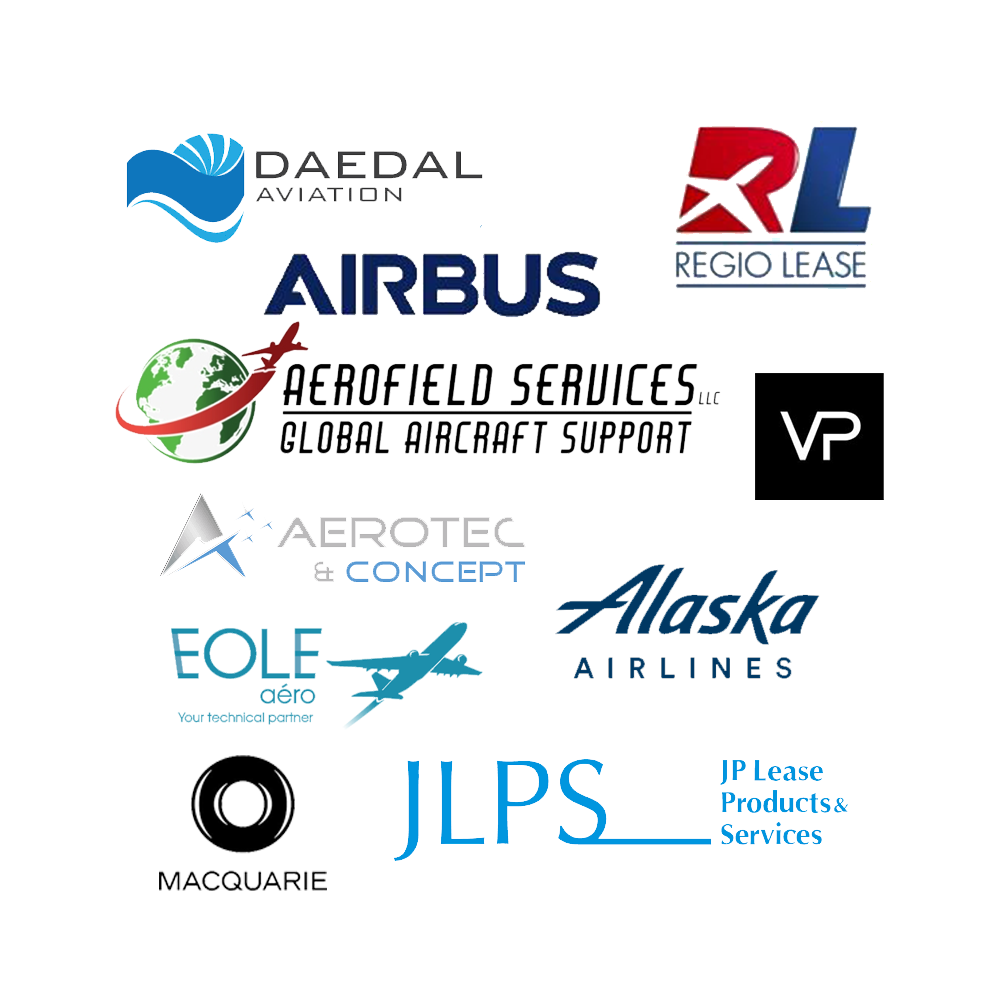 DAEDAL
AVIATION
RL
REGIO LEASE
AIRBUS
AEROFIELD SERVICES LLC
GLOBAL AIRCRAFT SUPPORT
VP
AEROTEC
& CONCEPT
Alaska
AIRLINES
EOLE
aéro
Your technical partner
MACQUARIE
JLPS
JP Lease
Products&
Services